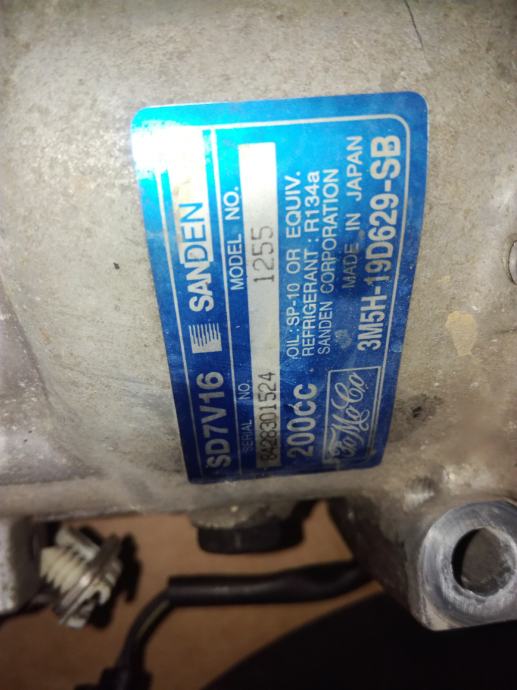 SD7V16 SANDEN
SERIAL NO. MODEL NO.
8428301524 1255
200CC
OIL : SP-10 OR EQUIV.
REFRIGERANT : R134a
SANDEN CORPORATION
MADE IN JAPAN
FoMoCo
3M5H-19D629-SB